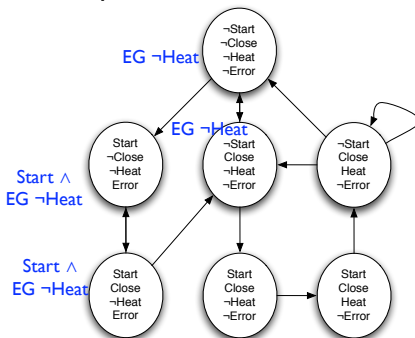 ¬Start
¬Close
¬Heat
¬Error
EG ¬Heat
EG ¬Heat
Start
¬Close
¬Heat
Error
¬Start
Close
¬Heat
¬Error
¬Start
Close
Heat
¬Error
Start ∧
EG ¬Heat
Start ∧
EG ¬Heat
Start
Close
¬Heat
Error
Start
Close
¬Heat
¬Error
Start
Close
Heat
¬Error